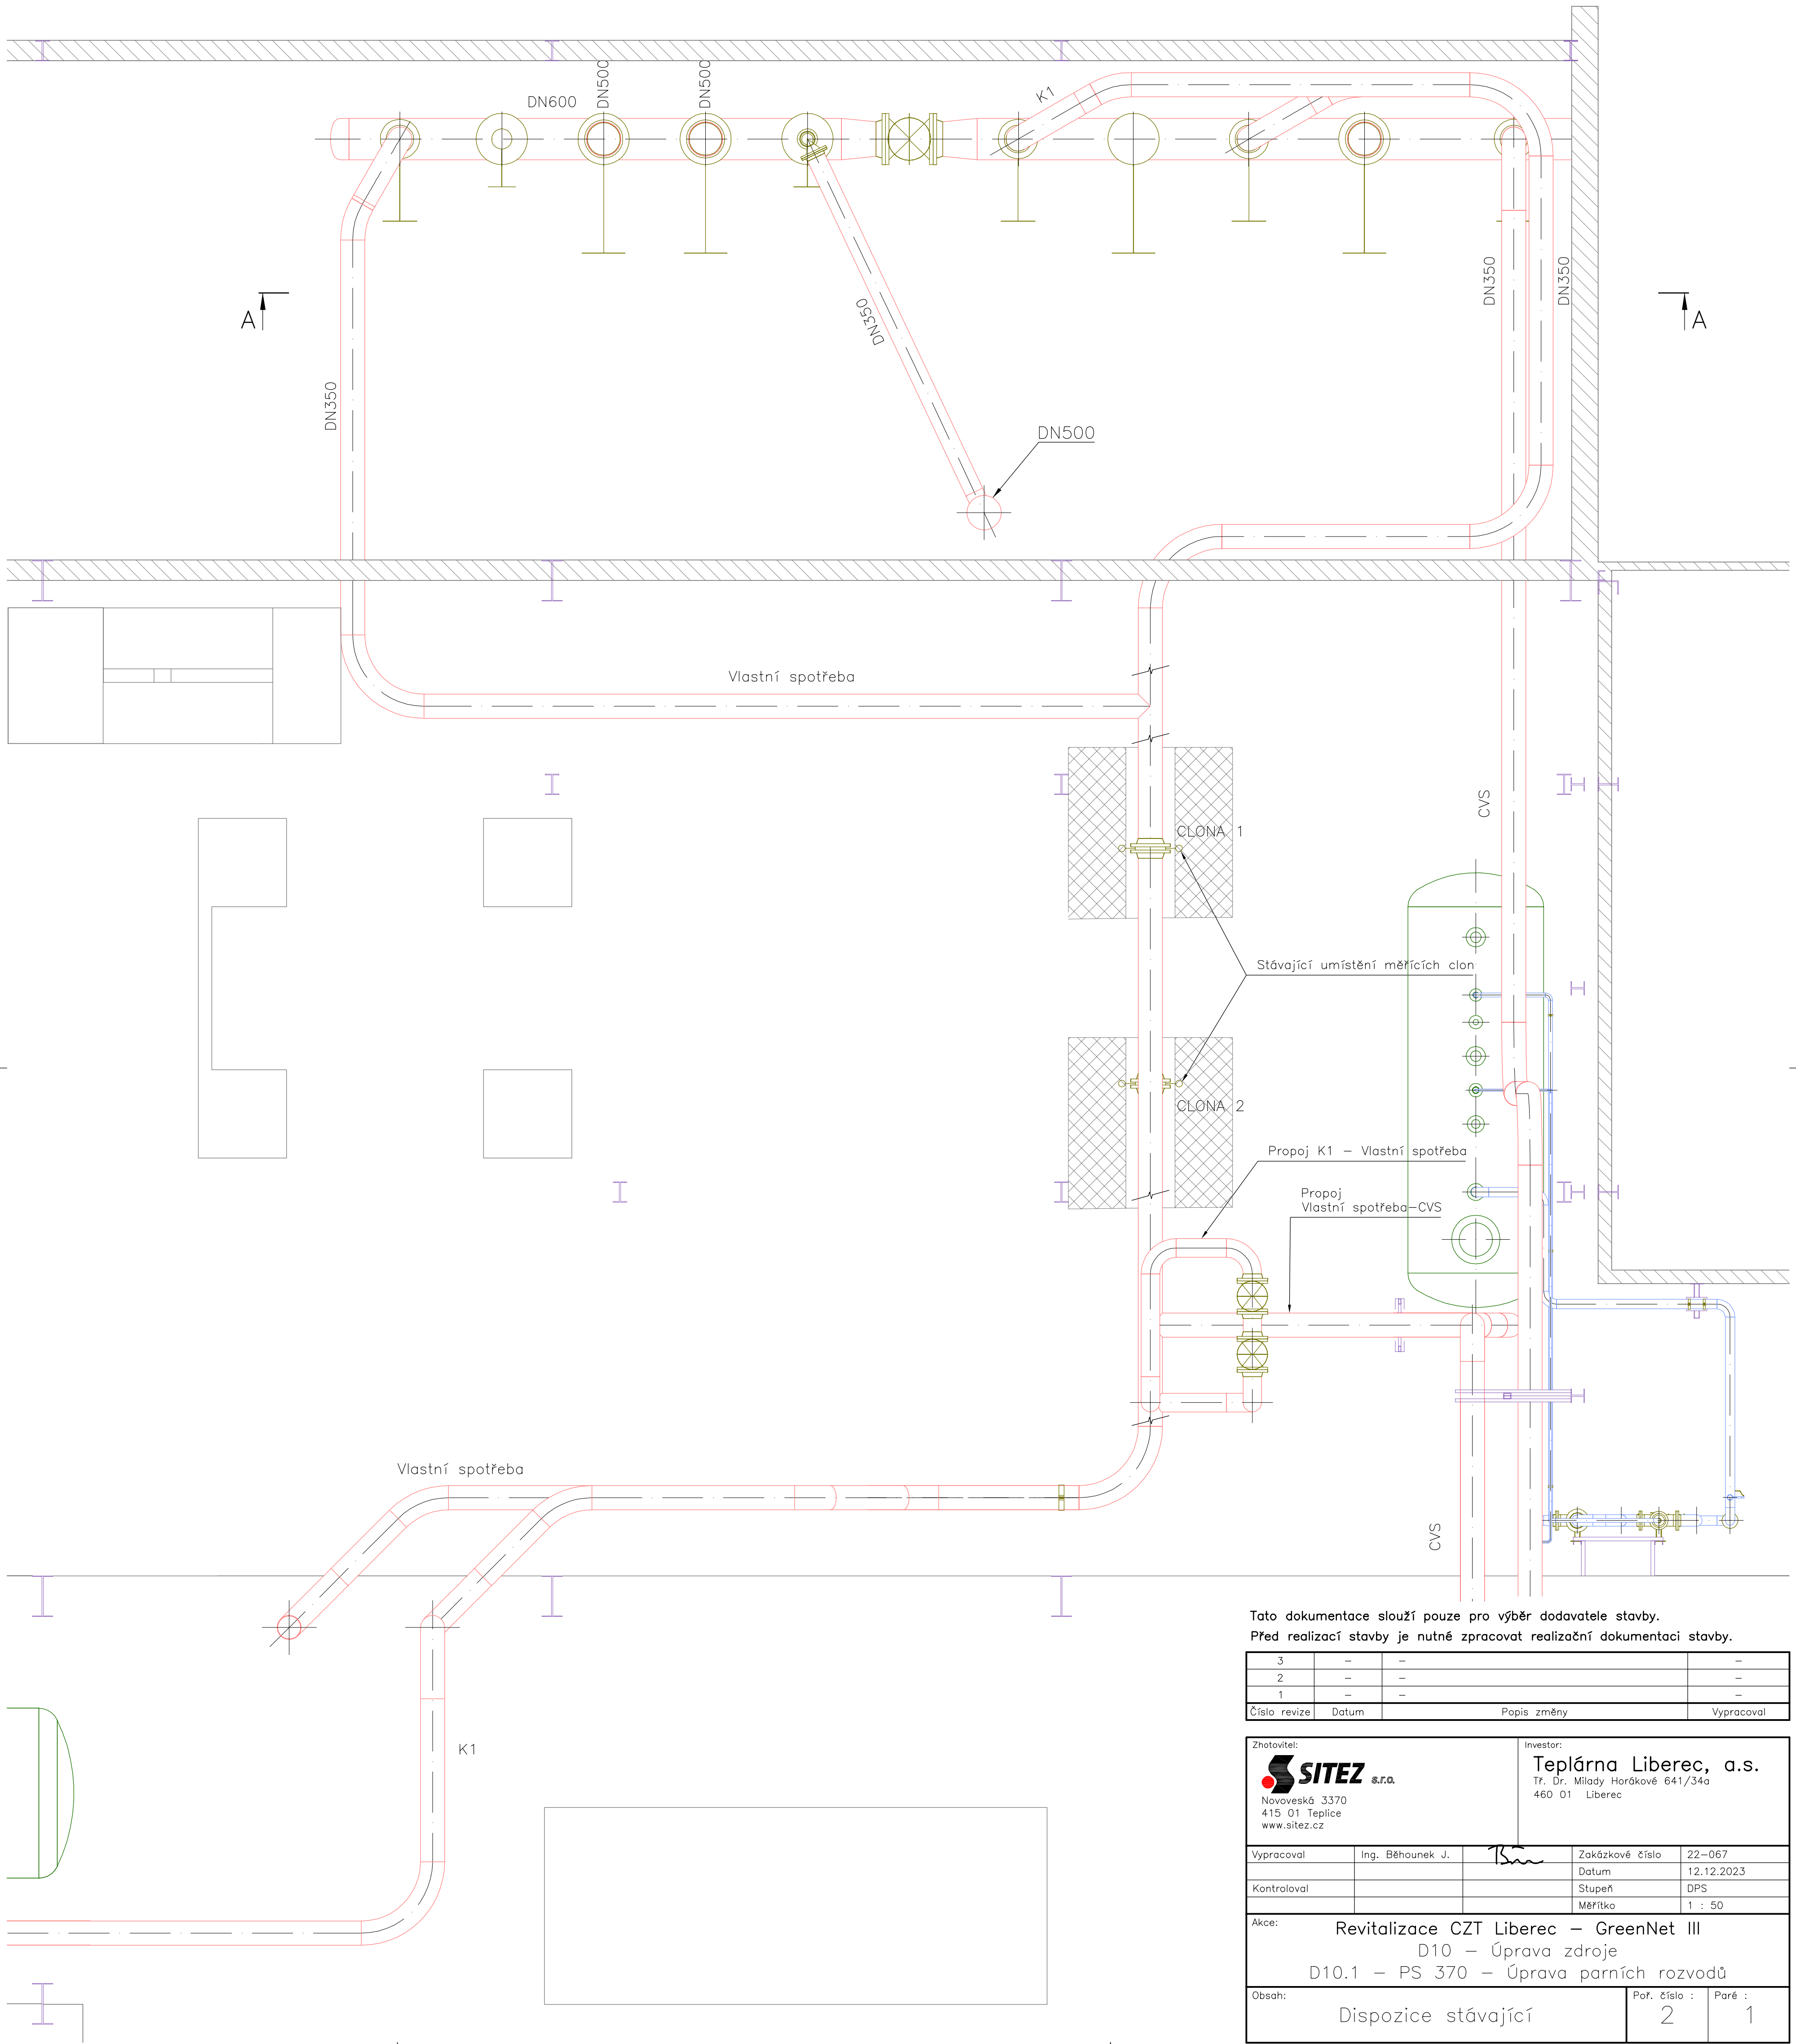 DN600
DN500
DN500
K1
A
A
DN350
DN350
DN350
DN350
DN500
Vlastní spotřeba
CVS
CLONA 1
Stávající umístění měřících clon
CLONA 2
Propoj K1 – Vlastní spotřeba
Propoj
Vlastní spotřeba–CVS
Vlastní spotřeba
CVS
K1
Tato dokumentace slouží pouze pro výběr dodavatele stavby.
Před realizací stavby je nutné zpracovat realizační dokumentaci stavby.
3 – – –
2 – – –
1 – – –
Číslo revize Datum Popis změny Vypracoval
Zhotovitel:
SITEZ s.r.o.
Novoveská 3370
415 01 Teplice
www.sitez.cz
Investor:
Teplárna Liberec, a.s.
Tř. Dr. Milady Horákové 641/34a
460 01 Liberec
Vypracoval Ing. Běhounek J. Zakázkové číslo 22–067
Datum 12.12.2023
Kontroloval Stupeň DPS
Měřítko 1 : 50
Akce:
Revitalizace CZT Liberec – GreenNet III
D10 – Úprava zdroje
D10.1 – PS 370 – Úprava parních rozvodů
Obsah:
Dispozice stávající
Poř. číslo :
2
Paré :
1